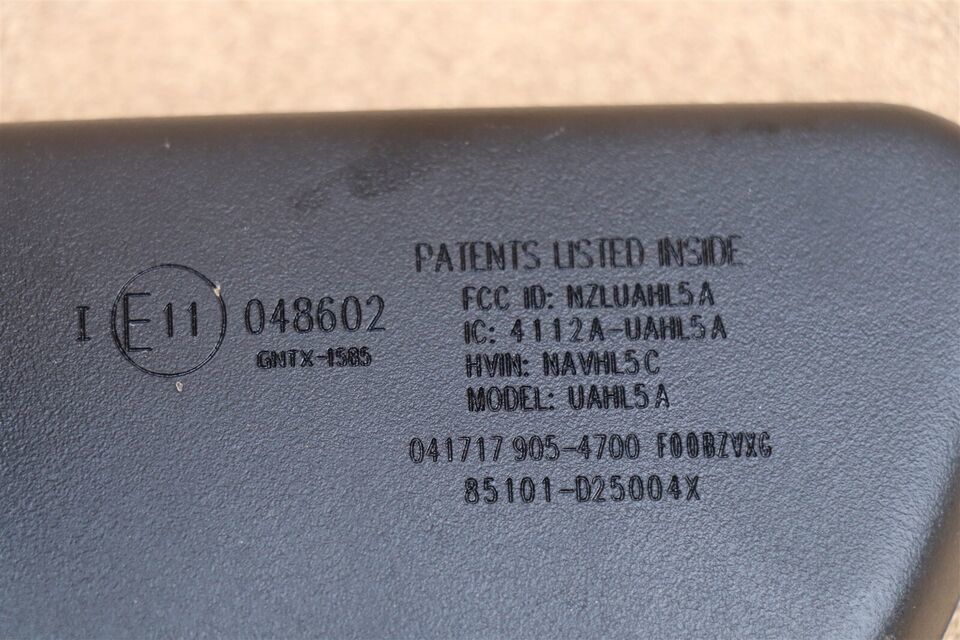 PATENTS LISTED INSIDE
I E11 048602
GNTX-1585
FCC ID: NZLUAHL5A
IC: 4112A-UAHL5A
HVIN: NAVHL5C
MODEL: UAHL5A
041717 905-4700 F00BZVXG
85101-D25004X